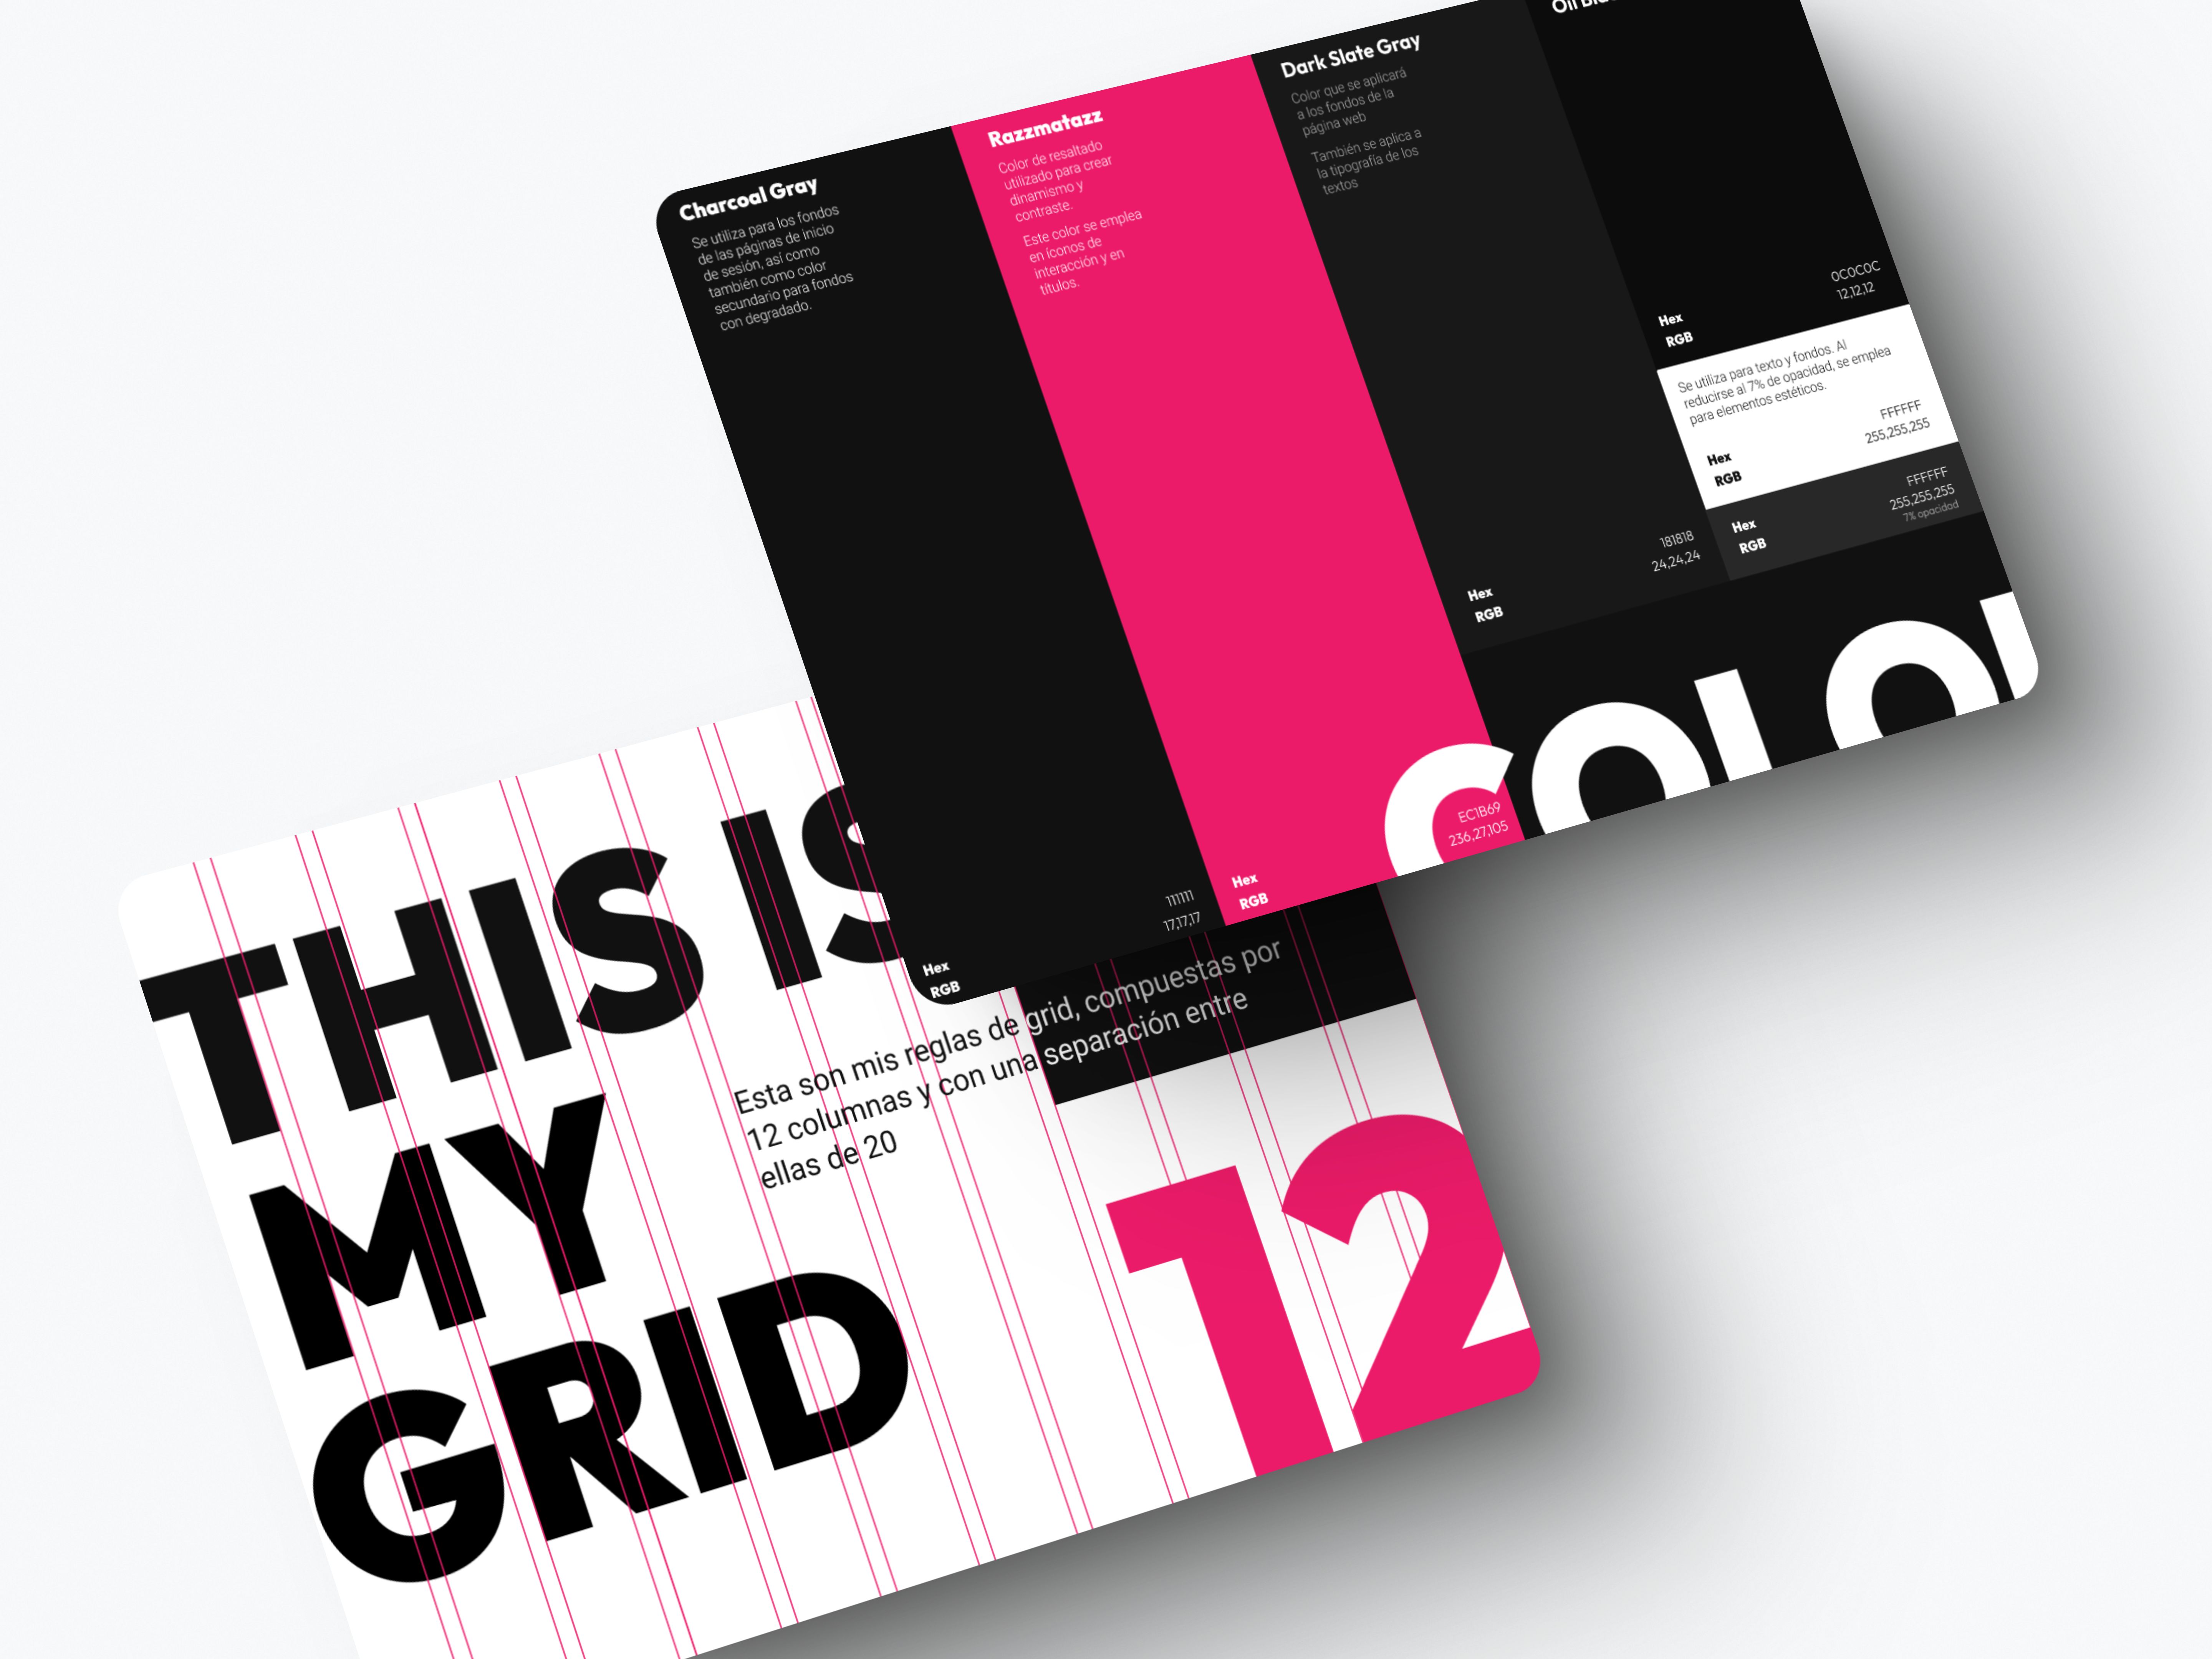 Charcoal Gray
Se utiliza para los fondos
de las páginas de inicio
de sesión, así como
también como color
secundario para fondos
con degradado.
Hex
RGB
111111
17,17,17
Razzmatazz
Color de resaltado
utilizado para crear
dinamismo y
contraste.
Este color se emplea
en íconos de
interacción y en
títulos.
Hex
RGB
EC1B69
236,27,105
Dark Slate Gray
Color que se aplicará
a los fondos de la
página web
También se aplica a
la tipografía de los
textos
Hex
RGB
181818
24,24,24
Oil
Hex
RGB
0C0C0C
12,12,12
Se utiliza para texto y fondos. Al
reducirse al 7% de opacidad, se emplea
para elementos estéticos.
Hex
RGB
FFFFFF
255,255,255
Hex
RGB
FFFFFF
255,255,255
7% opacidad
THIS IS
MY
GRID
Esta son mis reglas de grid, compuestas por
12 columnas y con una separación entre
ellas de 20
12